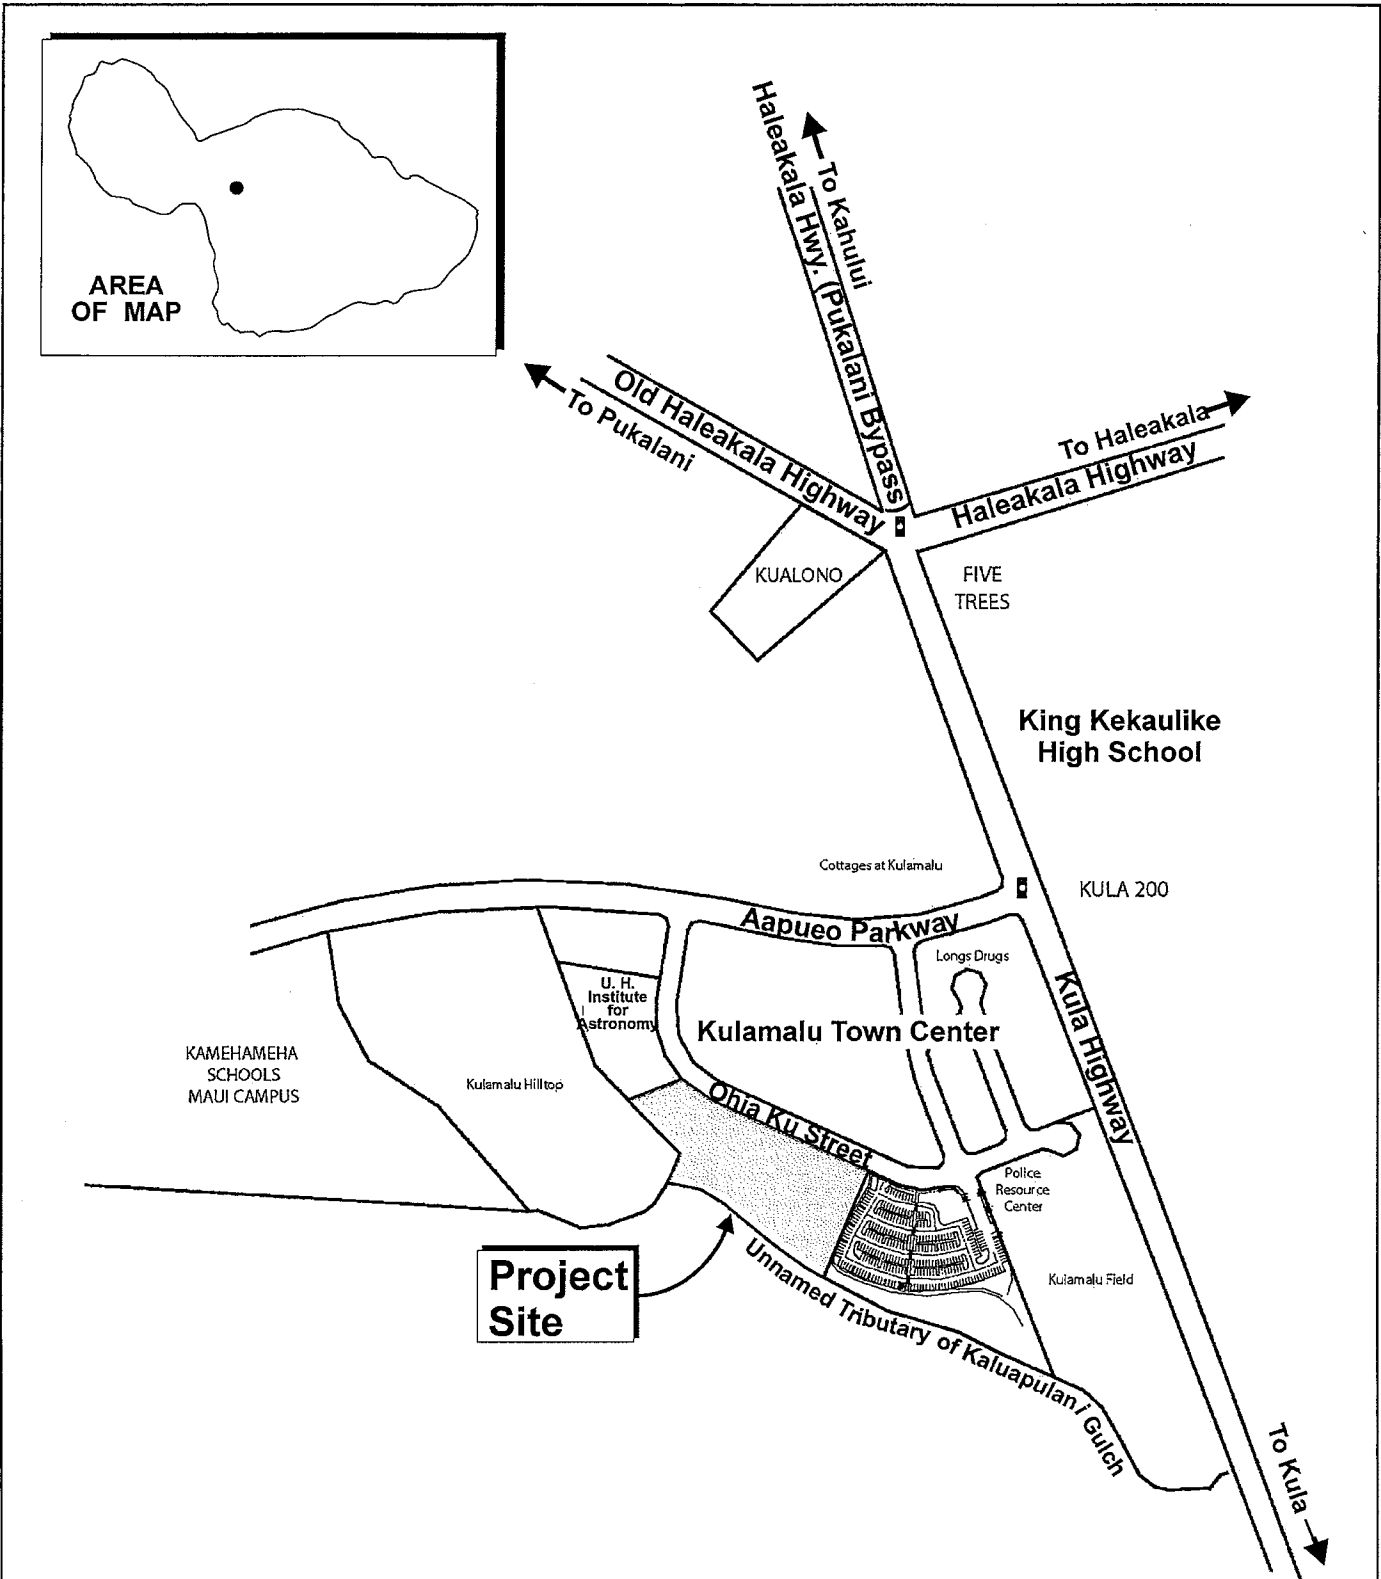 AREA
OF MAP
Haleakala Hwy. (Pukalani Bypass)
To Kahului
Old Haleakala Highway
To Pukalani
To Haleakala
Haleakala Highway
KUALONO
FIVE
TREES
King Kekaulike
High School
Cottages at Kulamalu
KULA 200
Aapueo Parkway
Longs Drugs
U. H.
Institute
for
Astronomy
Kulamalu Town Center
Kula Highway
KAMEHAMEHA
SCHOOLS
MAUI CAMPUS
Kulamalu Hilltop
Ohia Ku Street
Police
Resource
Center
Kulamalu Field
Project
Site
Unnamed Tributary of Kaluapulani Gulch
To Kula